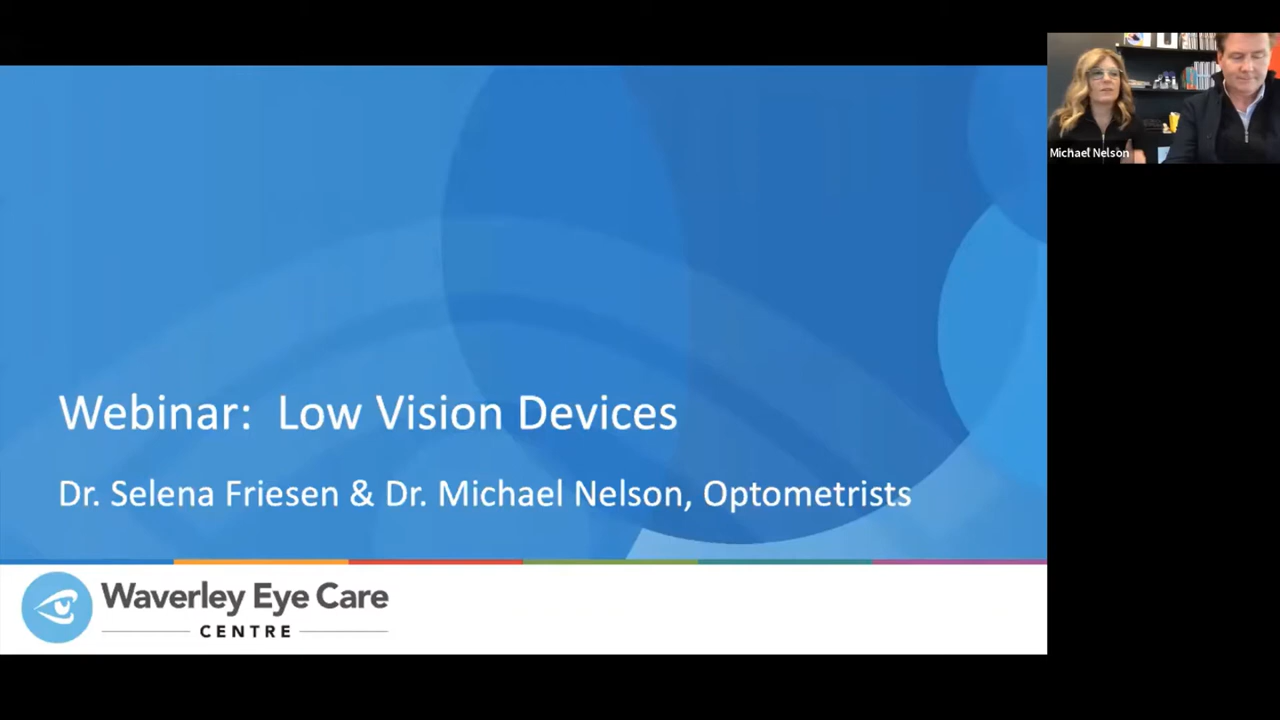 Michael Nelson
Webinar: Low Vision Devices
Dr. Selena Friesen & Dr. Michael Nelson, Optometrists
Waverley Eye Care
CENTRE